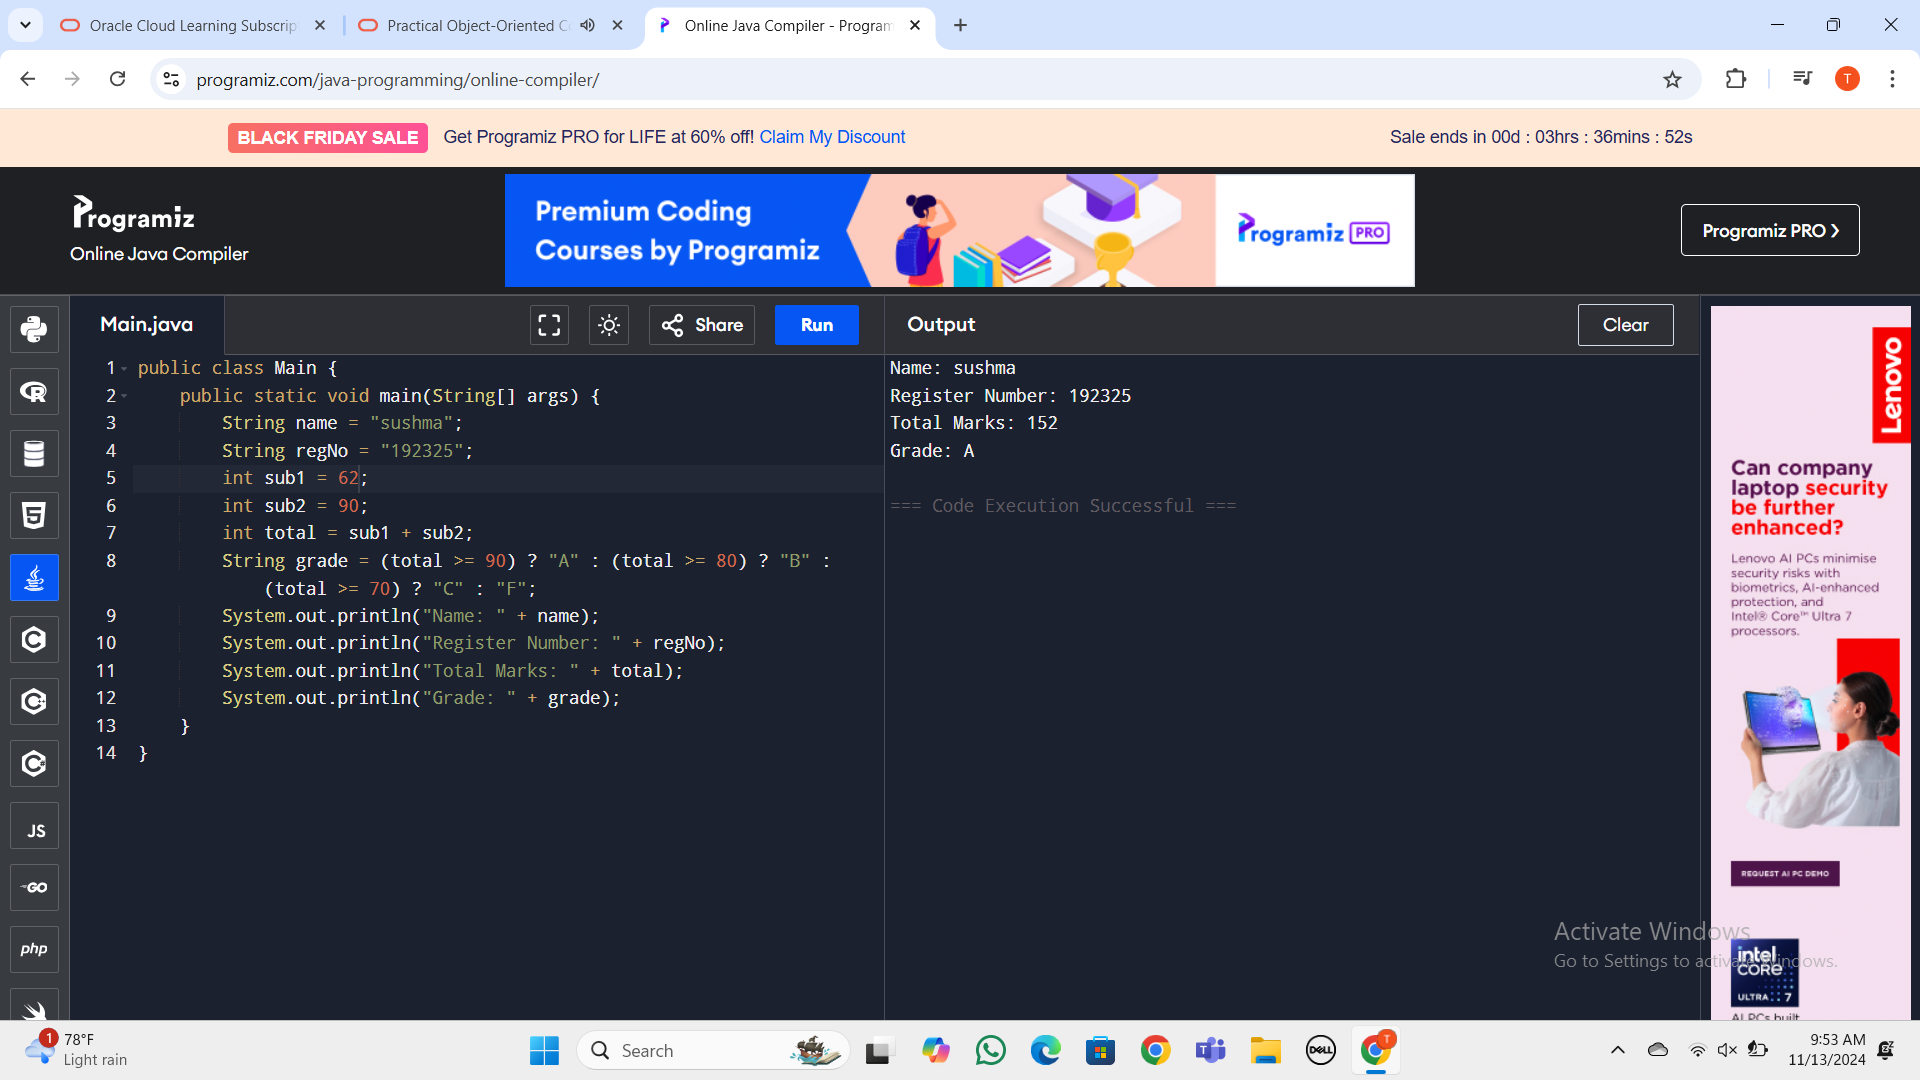 Oracle Cloud Learning Subscrip
Practical Object-Oriented C
Online Java Compiler - Program
programiz.com/java-programming/online-compiler/
T
BLACK FRIDAY SALE Get Programiz PRO for LIFE at 60% off! Claim My Discount
Sale ends in 00d : 03hrs : 36mins : 52s
Programiz
Online Java Compiler
Premium Coding
Courses by Programiz
Programiz PRO
Programiz PRO ❯
Main.java
Share
Run
Output
Clear
1 public class Main {
2 public static void main(String[] args) {
3 String name = "sushma";
4 String regNo = "192325";
5 int sub1 = 62;
6 int sub2 = 90;
7 int total = sub1 + sub2;
8 String grade = (total >= 90) ? "A" : (total >= 80) ? "B" :
(total >= 70) ? "C" : "F";
9 System.out.println("Name: " + name);
10 System.out.println("Register Number: " + regNo);
11 System.out.println("Total Marks: " + total);
12 System.out.println("Grade: " + grade);
13 }
14 }
Name: sushma
Register Number: 192325
Total Marks: 152
Grade: A
=== Code Execution Successful ===
R
5
C
C
C
JS
GO
php
Lenovo
Can company
laptop security
be further
enhanced?
Lenovo AI PCs minimise
security risks with
biometrics, AI-enhanced
protection, and
Intel® Core™ Ultra 7
processors.
REQUEST AI PC DEMO
intel
CORE
ULTRA 7
AI PCs built
Activate Windows
Go to Settings to activate Windows.
1
78°F
Light rain
Search
DELL
T
9:53 AM
11/13/2024